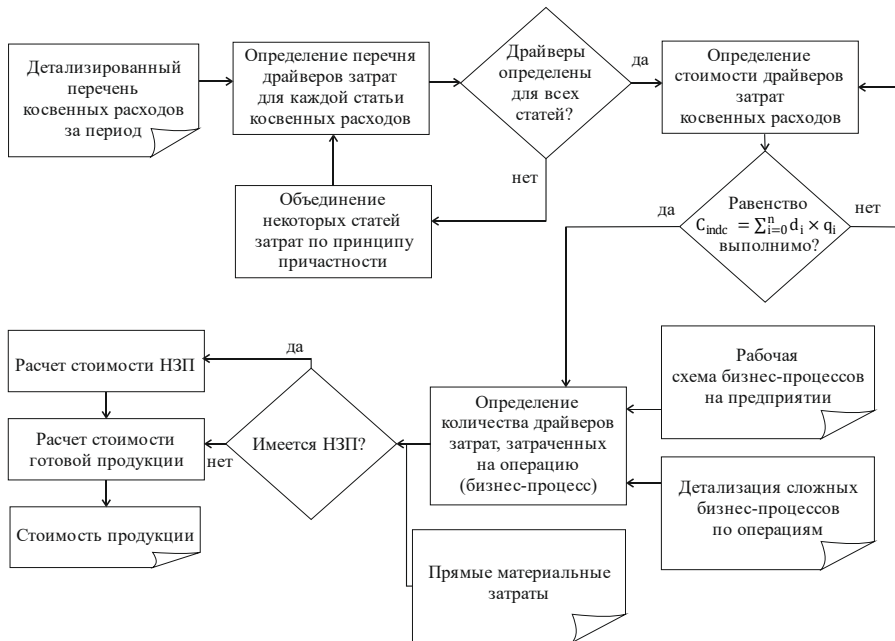 Детализированный
перечень
косвенных расходов
за период
Определение перечня
драйверов затрат
для каждой статьи
косвенных расходов
Драйверы
определены
для всех
статей?
да
Определение
стоимости драйверов
затрат
косвенных расходов
нет
Объединение
некоторых статей
затрат по принципу
причастности
да
Равенство
C_indc = ∑_{i=0}^{n} d_i × q_i
выполнимо?
нет
Рабочая
схема бизнес-процессов
на предприятии
да
Расчет стоимости НЗП
Имеется НЗП?
Определение
количества драйверов
затрат, затраченных
на операцию
(бизнес-процесс)
Расчет стоимости
готовой продукции
нет
Детализация сложных
бизнес-процессов
по операциям
Стоимость продукции
Прямые материальные
затраты